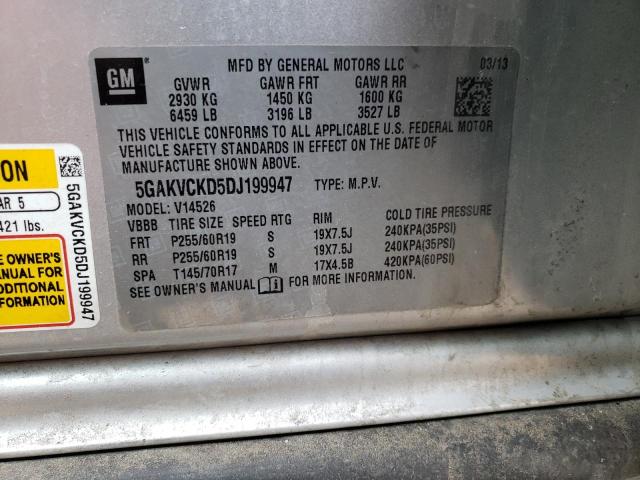 GM
MFD BY GENERAL MOTORS LLC 03/13
GVWR GAWR FRT GAWR RR
2930 KG 1450 KG 1600 KG
6459 LB 3196 LB 3527 LB
THIS VEHICLE CONFORMS TO ALL APPLICABLE U.S. FEDERAL MOTOR
VEHICLE SAFETY STANDARDS IN EFFECT ON THE DATE OF
MANUFACTURE SHOWN ABOVE.
5GAKVCKD5DJ199947 TYPE: M.P.V.
MODEL: V14526
VBBB TIRE SIZE SPEED RTG RIM COLD TIRE PRESSURE
FRT P255/60R19 S 19X7.5J 240KPA(35PSI)
RR P255/60R19 S 19X7.5J 240KPA(35PSI)
SPA T145/70R17 M 17X4.5B 420KPA(60PSI)
SEE OWNER'S MANUAL FOR MORE INFORMATION.
ION
AR 5
421 lbs.
E OWNER'S
ANUAL FOR
DDITIONAL
ORMATION
5GAKVCKD5DJ199947